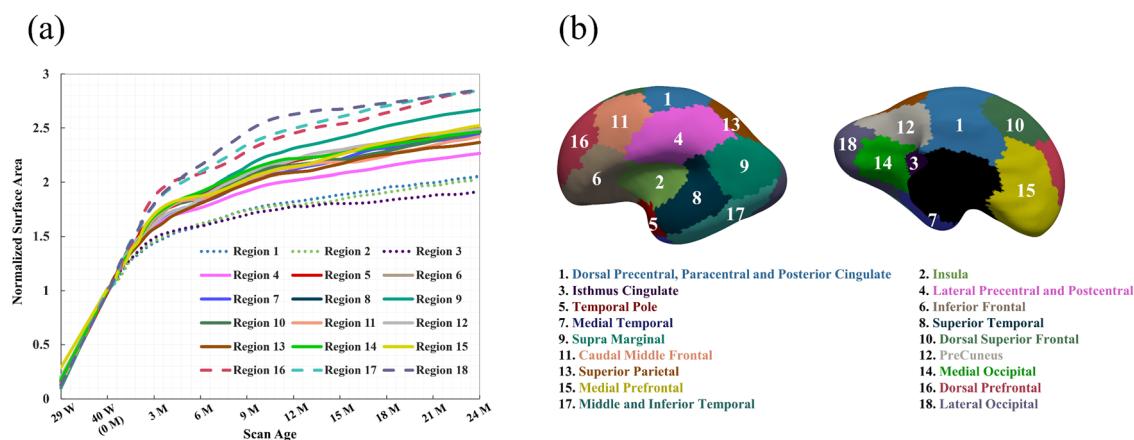 (a)
(b)
Normalized Surface Area
3
2.5
2
1.5
1
0.5
0
Region 1 Region 2 Region 3
Region 4 Region 5 Region 6
Region 7 Region 8 Region 9
Region 10 Region 11 Region 12
Region 13 Region 14 Region 15
Region 16 Region 17 Region 18
29 W 40 W (0 M) 3 M 6 M 9 M 12 M 15 M 18 M 21 M 24 M
Scan Age
1
11
13
4
16
9
6
2
8
17
5
12
1
10
18
14
3
15
7
1. Dorsal Precentral, Paracentral and Posterior Cingulate
2. Insula
3. Isthmus Cingulate
4. Lateral Precentral and Postcentral
5. Temporal Pole
6. Inferior Frontal
7. Medial Temporal
8. Superior Temporal
9. Supra Marginal
10. Dorsal Superior Frontal
11. Caudal Middle Frontal
12. PreCuneus
13. Superior Parietal
14. Medial Occipital
15. Medial Prefrontal
16. Dorsal Prefrontal
17. Middle and Inferior Temporal
18. Lateral Occipital